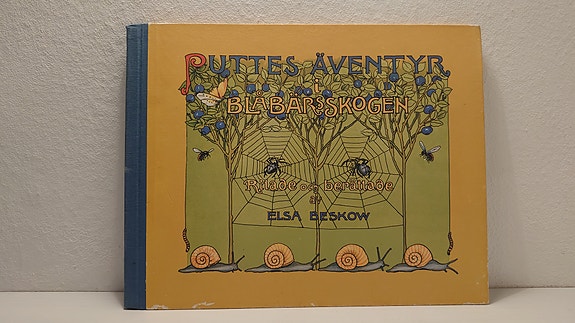 PUTTES ÄVENTYR
i
BLÅBÄRSSKOGEN
Ritade och berättade
av
ELSA BESKOW